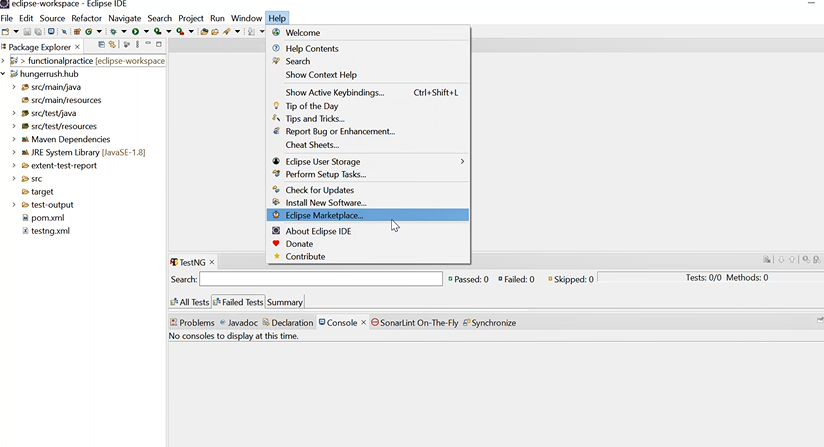 eclipse-workspace - Eclipse IDE
File Edit Source Refactor Navigate Search Project Run Window Help
Package Explorer
> functionalpractice [eclipse-workspace
hungerrush.hub
src/main/java
src/main/resources
src/test/java
src/test/resources
Maven Dependencies
JRE System Library [JavaSE-1.8]
extent-test-report
src
target
test-output
pom.xml
testng.xml
Welcome
Help Contents
Search
Show Context Help
Show Active Keybindings... Ctrl+Shift+L
Tip of the Day
Tips and Tricks...
Report Bug or Enhancement...
Cheat Sheets...
Eclipse User Storage
Perform Setup Tasks...
Check for Updates
Install New Software...
Eclipse Marketplace...
About Eclipse IDE
Donate
Contribute
TestNG
Search: Passed: 0 Failed: 0 Skipped: 0 Tests: 0/0 Methods: 0
All Tests Failed Tests Summary
Problems Javadoc Declaration Console SonarLint On-The-Fly Synchronize
No consoles to display at this time.